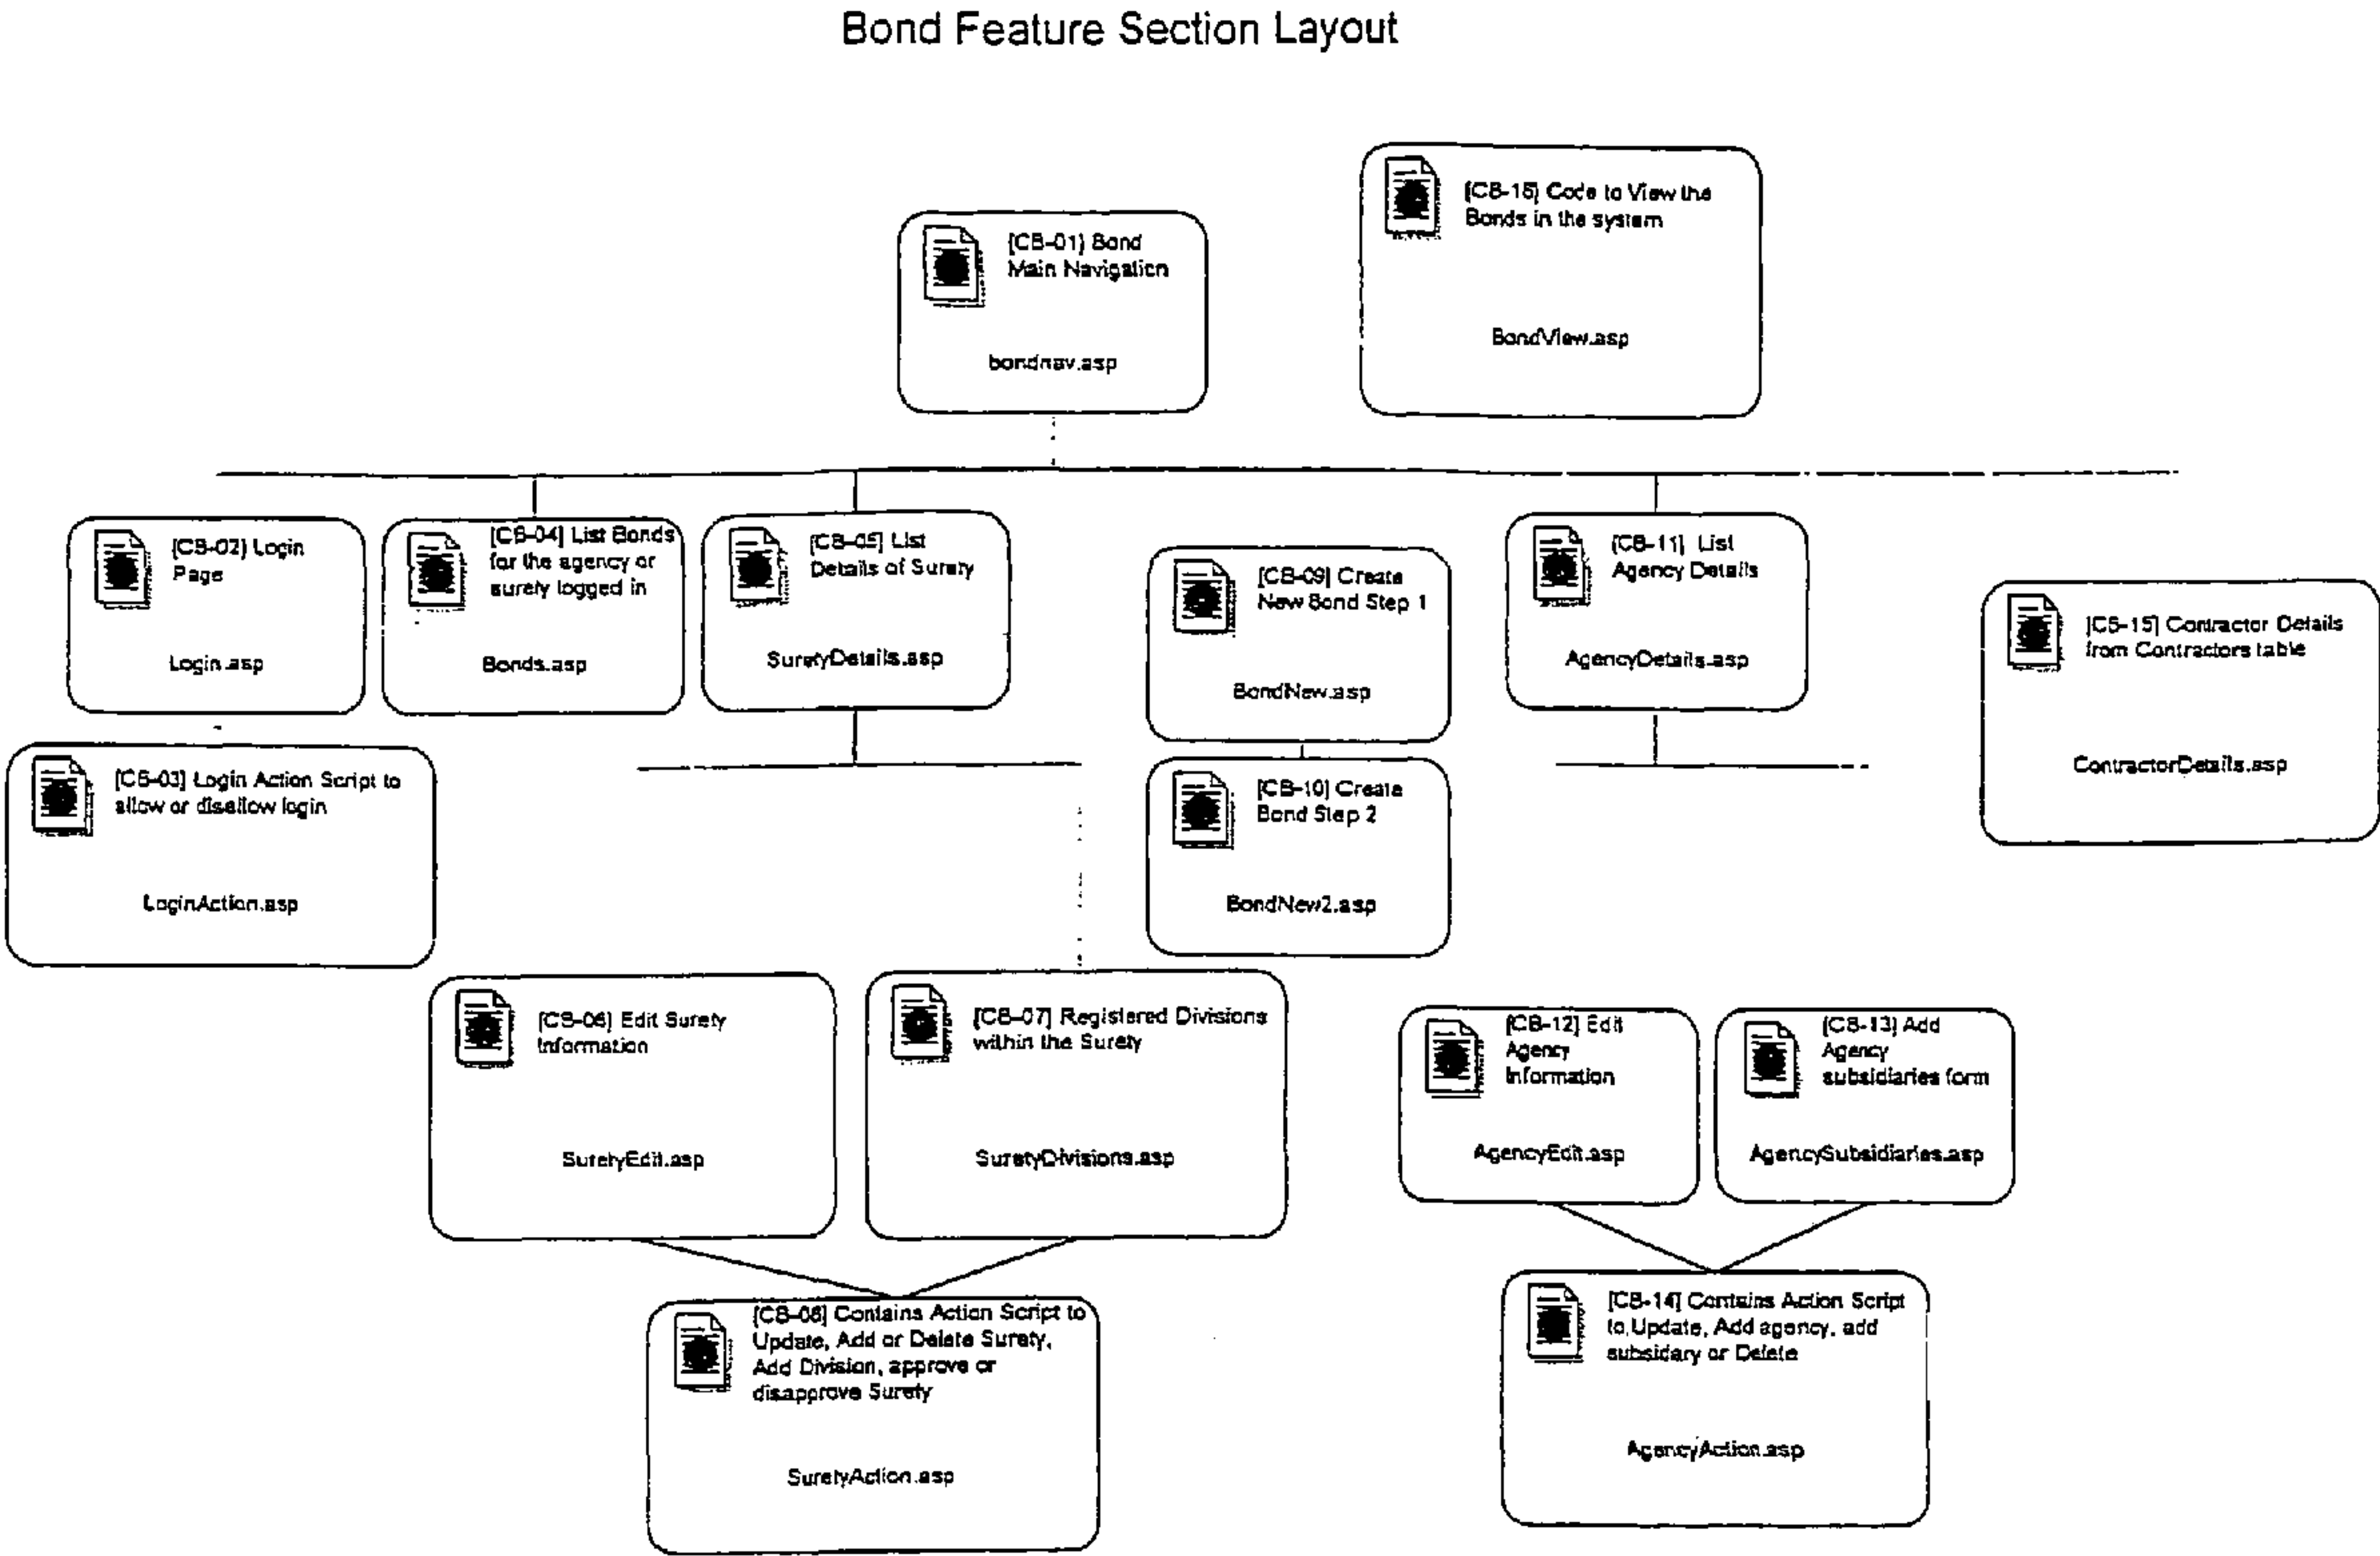 Bond Feature Section Layout
[CB-01] Bond
Main Navigation
bondnav.asp
[CB-16] Code to View the
Bonds in the system
BondView.asp
[CB-02] Login
Page
Login.asp
[CB-04] List Bonds
for the agency or
surety logged in
Bonds.asp
[CB-05] List
Details of Surety
SuretyDetails.asp
[CB-09] Create
New Bond Step 1
BondNew.asp
[CB-11] List
Agency Details
AgencyDetails.asp
[CB-15] Contractor Details
from Contractors table
ContractorDetails.asp
[CB-03] Login Action Script to
allow or disallow login
LoginAction.asp
[CB-10] Create
Bond Step 2
BondNew2.asp
[CB-06] Edit Surety
Information
SuretyEdit.asp
[CB-07] Registered Divisions
within the Surety
SuretyDivisions.asp
[CB-12] Edit
Agency
Information
AgencyEdit.asp
[CB-13] Add
Agency
subsidiaries form
AgencySubsidiaries.asp
[CB-08] Contains Action Script to
Update, Add or Delete Surety,
Add Division, approve or
disapprove Surety
SuretyAction.asp
[CB-14] Contains Action Script
to Update, Add agency, add
subsidary or Delete
AgencyAction.asp